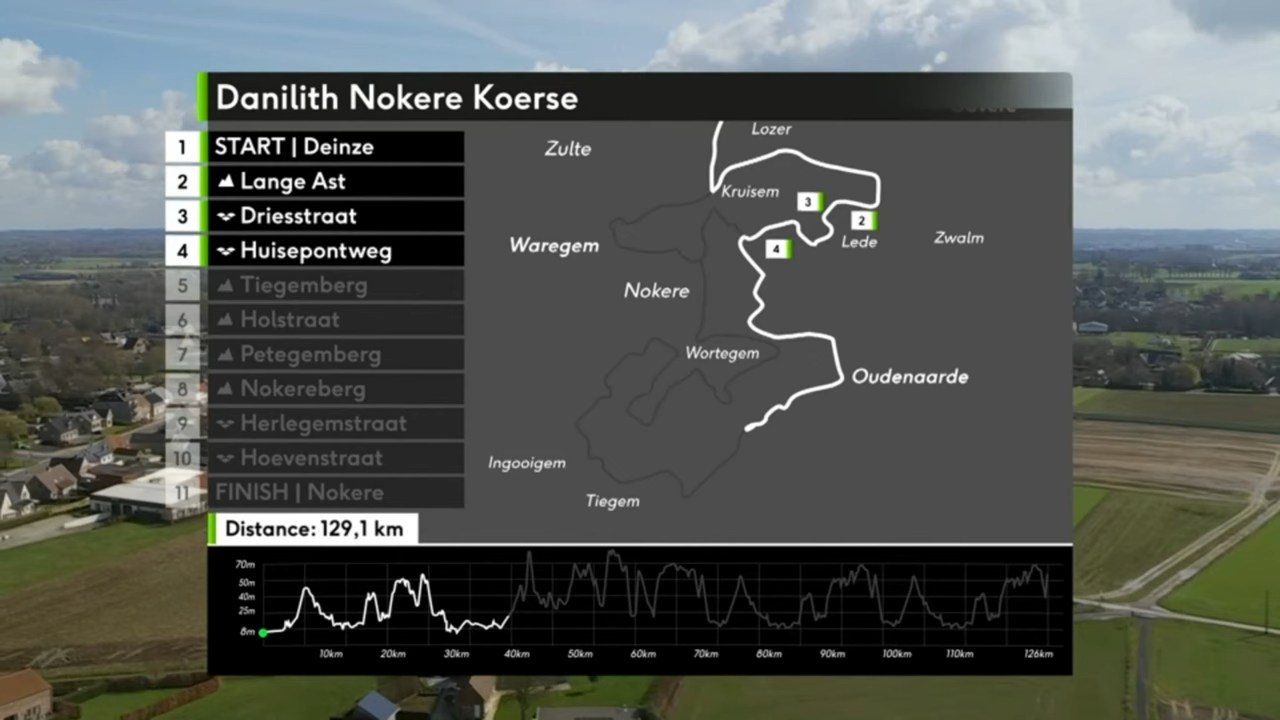 Danilith Nokere Koerse
1 START | Deinze
2 Lange Ast
3 Driesstraat
4 Huisepontweg
5 Tiegemberg
6 Holstraat
7 Petegemberg
8 Nokereberg
9 Herlegemstraat
10 Hoevenstraat
11 FINISH | Nokere
Lozer
Zulte
Kruisem
3
2
Waregem
4
Lede
Zwalm
Nokere
Wortegem
Oudenaarde
Ingooigem
Tiegem
Distance: 129,1 km
70m
50m
40m
25m
8m
10km 20km 30km 40km 50km 60km 70km 80km 90km 100km 110km 126km